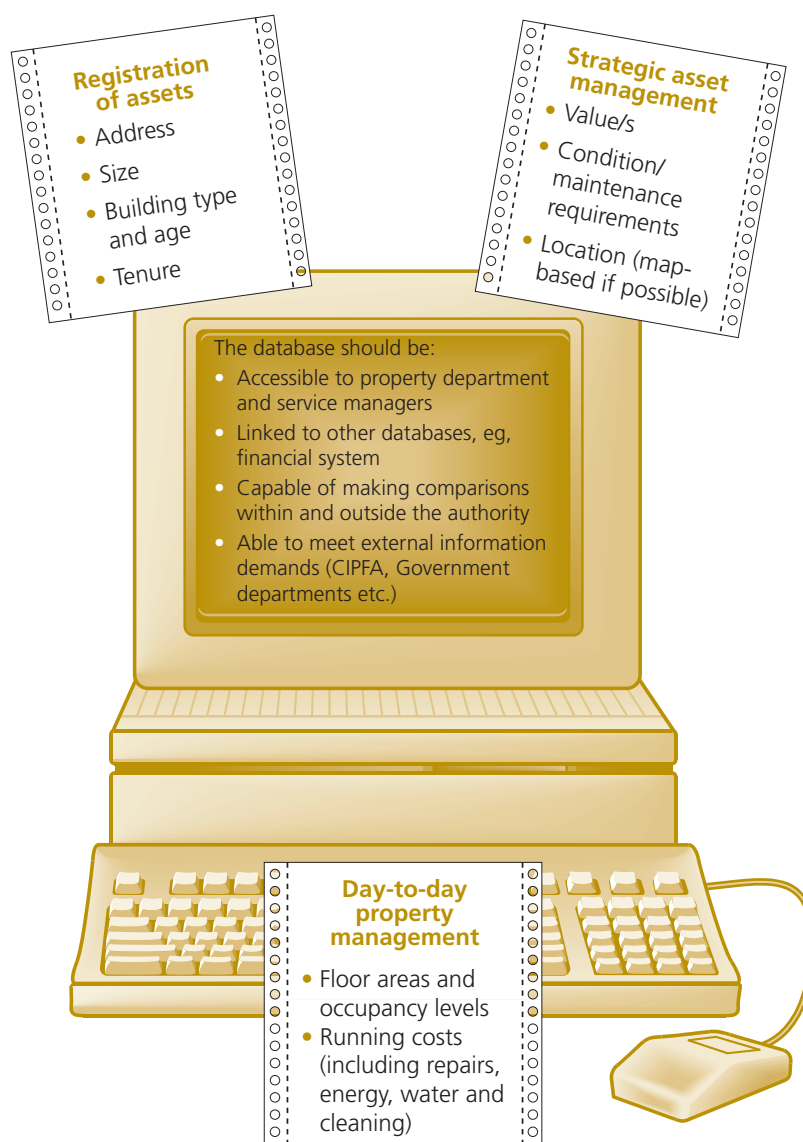 Registration
of assets
• Address
• Size
• Building type
and age
• Tenure
Strategic asset
management
• Value/s
• Condition/
maintenance
requirements
• Location (map-
based if possible)
The database should be:
• Accessible to property department
and service managers
• Linked to other databases, eg,
financial system
• Capable of making comparisons
within and outside the authority
• Able to meet external information
demands (CIPFA, Government
departments etc.)
Day-to-day
property
management
• Floor areas and
occupancy levels
• Running costs
(including repairs,
energy, water and
cleaning)